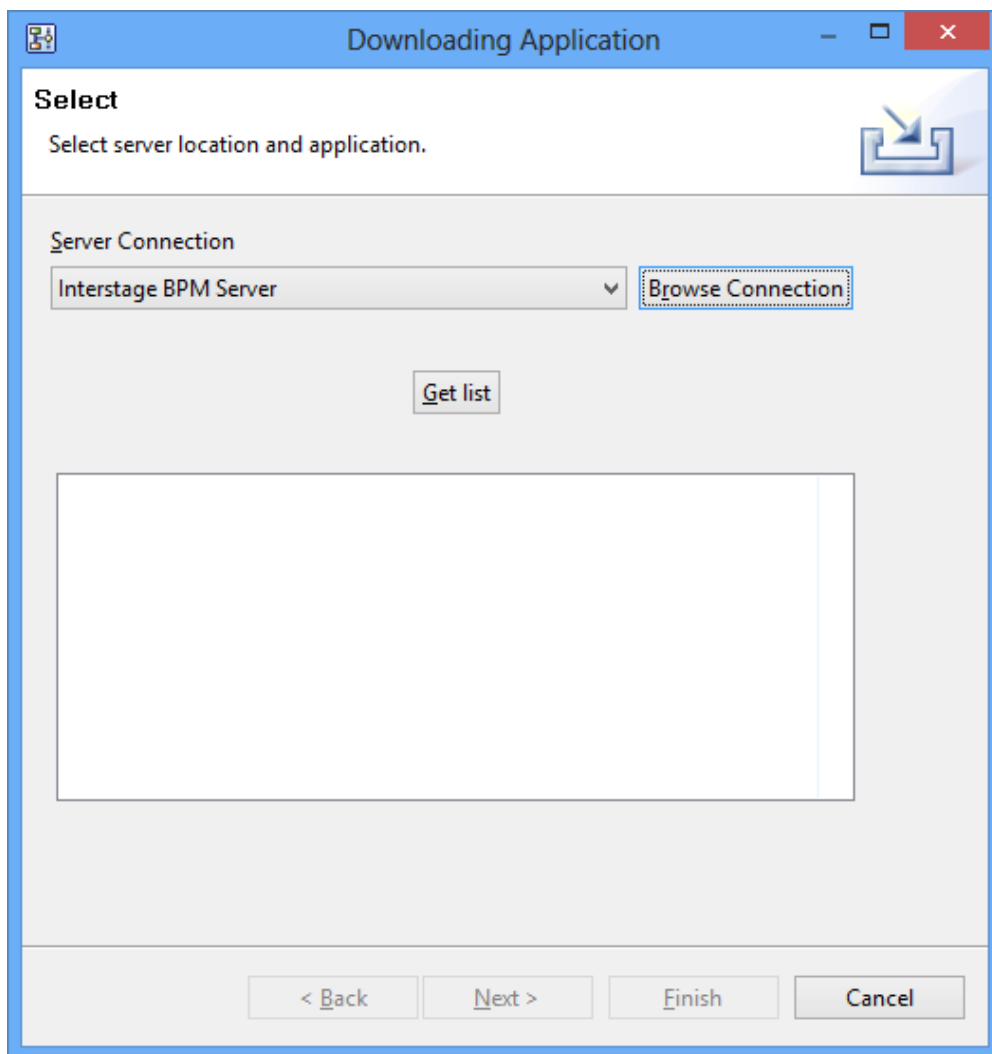 Downloading Application
Select
Select server location and application.
Server Connection
Interstage BPM Server Browse Connection
Get list
< Back Next > Finish Cancel